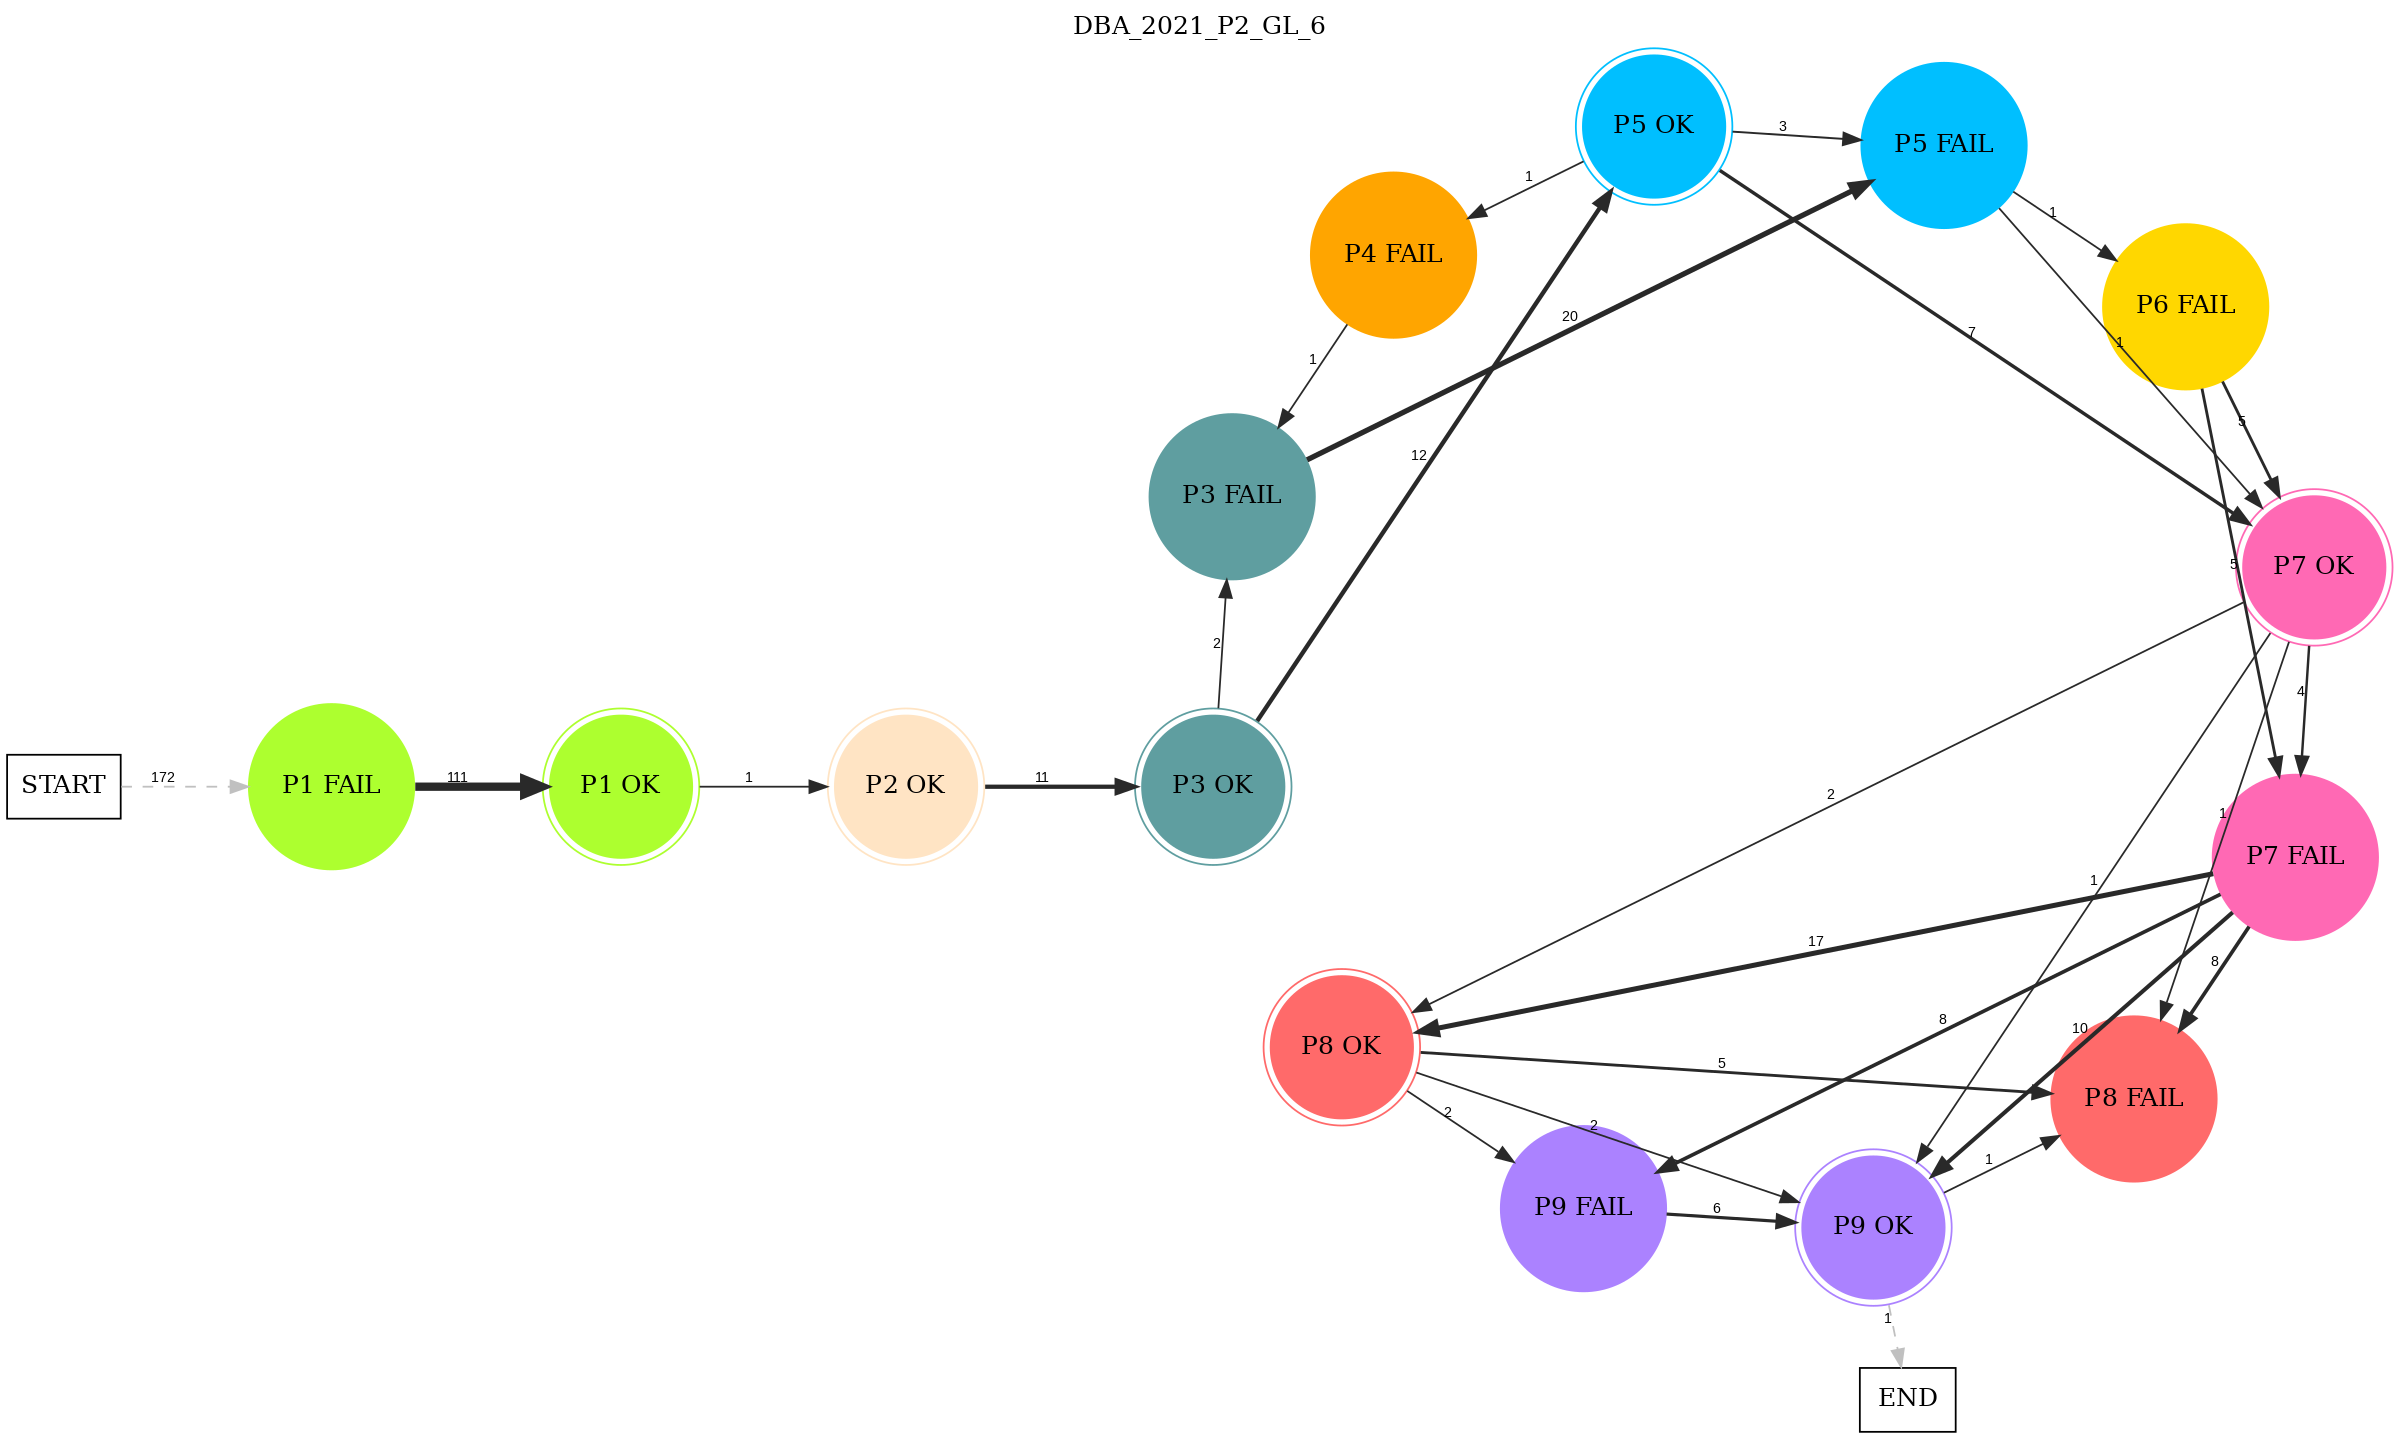 DBA_2021_P2_GL_6
P5 OK
3
P5 FAIL
1
P4 FAIL
1
P6 FAIL
20
7
1
1
5
12
P3 FAIL
5
P7 OK
2
4
START
172
P1 FAIL
111
P1 OK
1
P2 OK
11
P3 OK
2
1
P7 FAIL
1
17
8
8
10
P8 OK
5
P8 FAIL
2
2
1
P9 FAIL
6
P9 OK
1
END